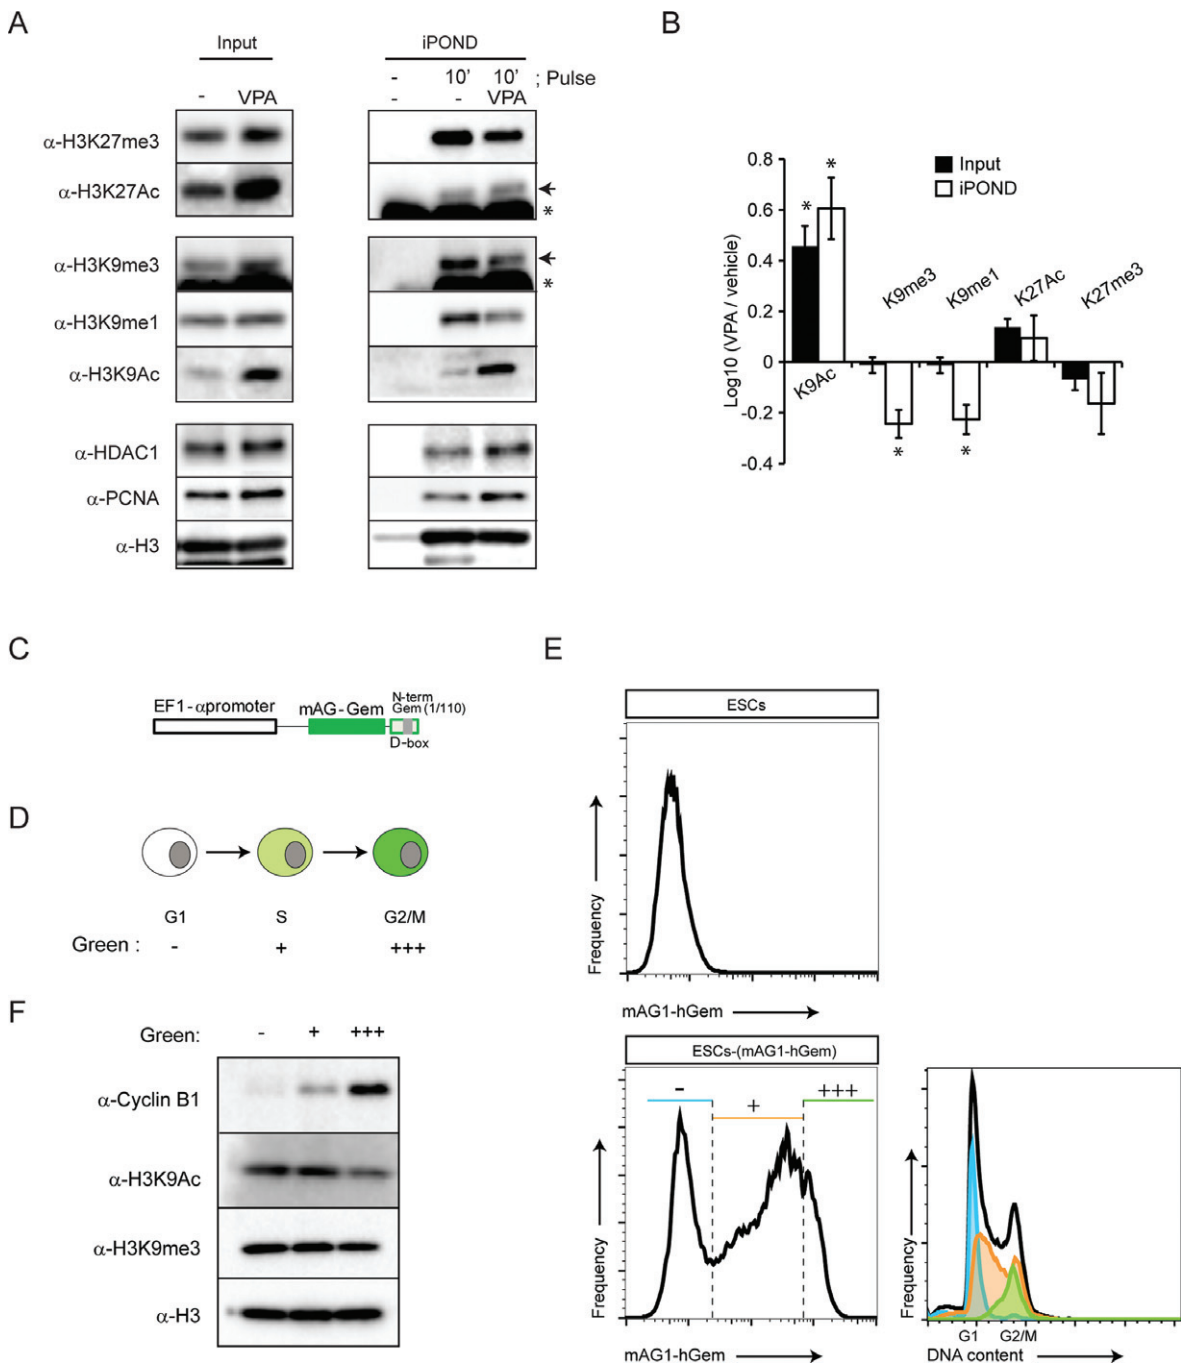 A
Input
iPOND
- 10' 10' ; Pulse
- VPA - - VPA
α-H3K27me3
α-H3K27Ac
*
α-H3K9me3
*
α-H3K9me1
α-H3K9Ac
α-HDAC1
α-PCNA
α-H3
B
Log10 (VPA / vehicle)
0.8
0.6
0.4
0.2
0
-0.2
-0.4
Input
iPOND
* *
K9Ac
K9me3
K9me1
K27Ac
K27me3
* *
C
EF1-αpromoter
mAG-Gem
N-term
Gem (1/110)
D-box
D
G1 S G2/M
Green : - + +++
E
ESCs
Frequency
mAG1-hGem
ESCs-(mAG1-hGem)
- + +++
Frequency
mAG1-hGem
Frequency
G1 G2/M
DNA content
F
Green: - + +++
α-Cyclin B1
α-H3K9Ac
α-H3K9me3
α-H3